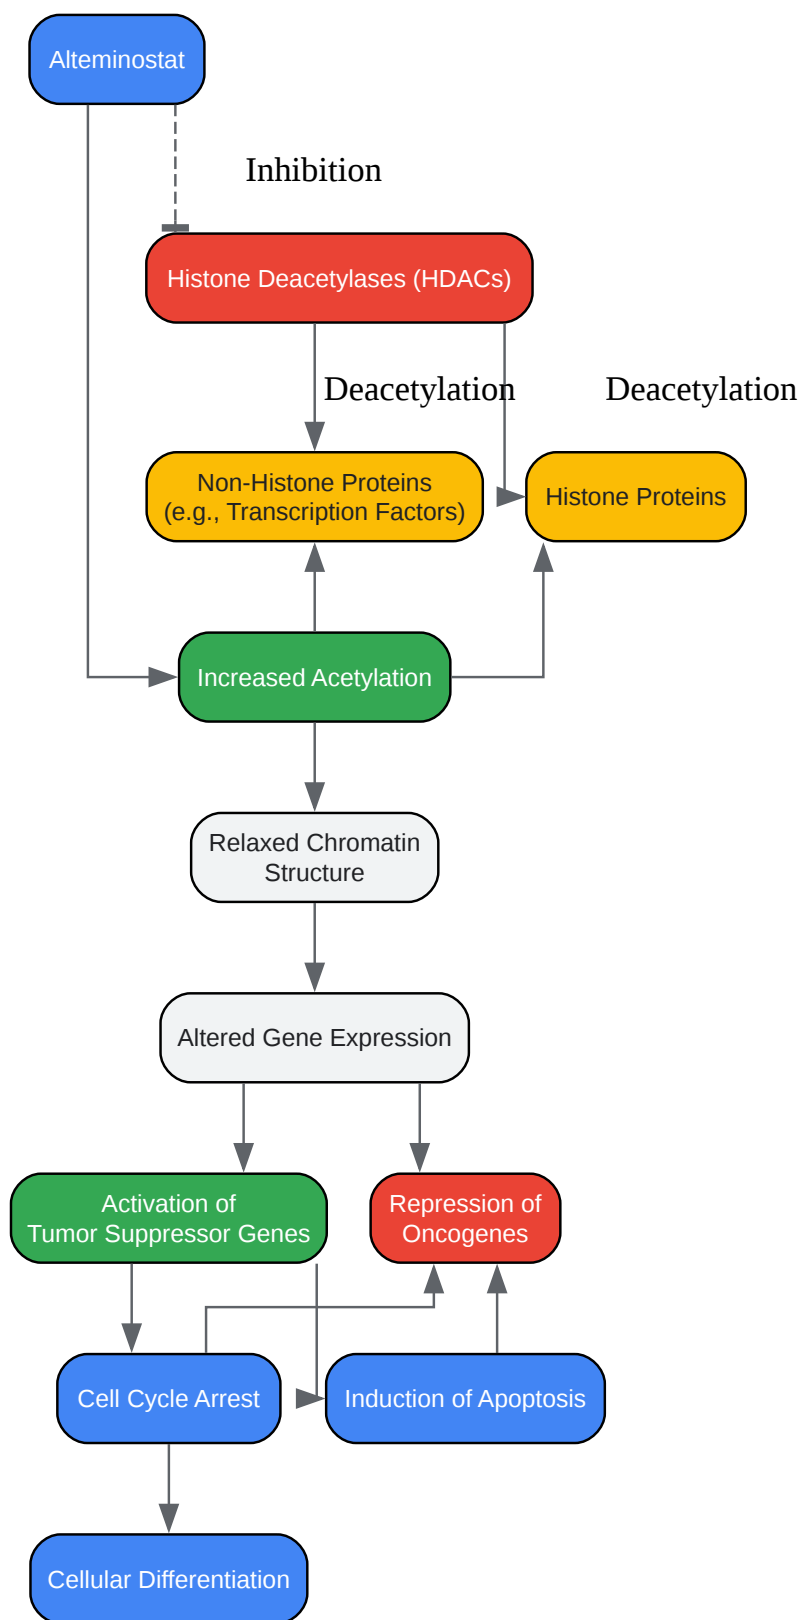 Alteminostat
Inhibition
Histone Deacetylases (HDACs)
Deacetylation
Deacetylation
Non-Histone Proteins
(e.g., Transcription Factors)
Histone Proteins
Increased Acetylation
Relaxed Chromatin
Structure
Altered Gene Expression
Activation of
Tumor Suppressor Genes
Repression of
Oncogenes
Cell Cycle Arrest
Induction of Apoptosis
Cellular Differentiation